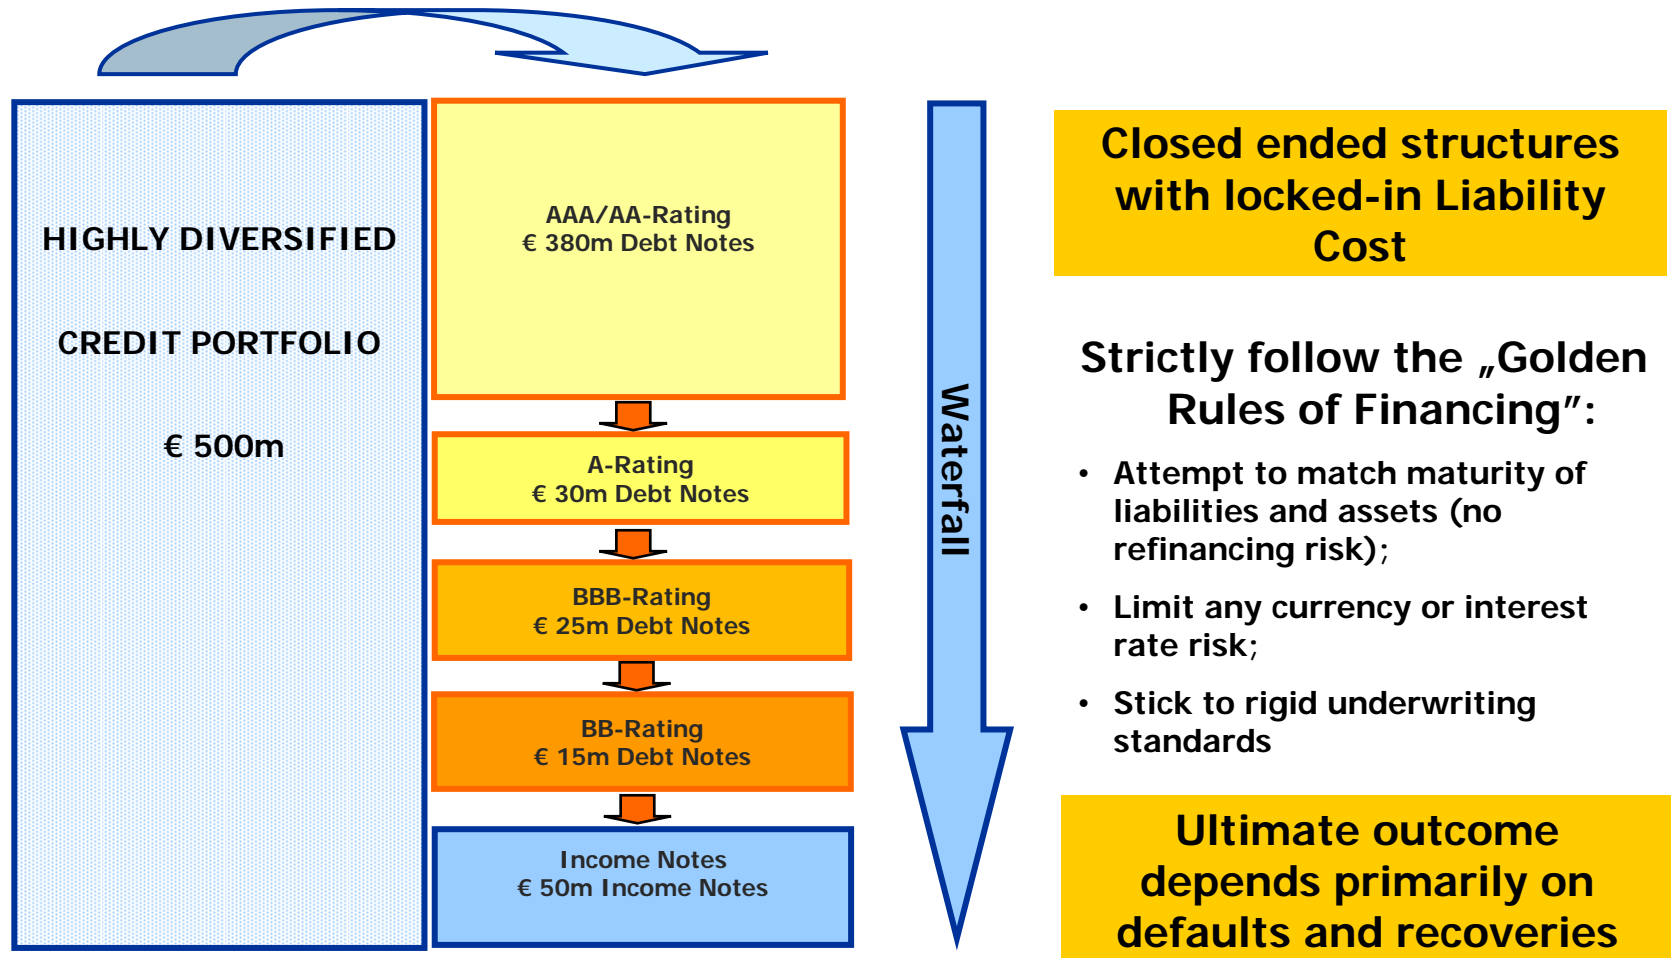 HIGHLY DIVERSIFIED
CREDIT PORTFOLIO
€ 500m
AAA/AA-Rating
€ 380m Debt Notes
A-Rating
€ 30m Debt Notes
BBB-Rating
€ 25m Debt Notes
BB-Rating
€ 15m Debt Notes
Income Notes
€ 50m Income Notes
Waterfall
Closed ended structures
with locked-in Liability
Cost
Strictly follow the „Golden
Rules of Financing”:
• Attempt to match maturity of
liabilities and assets (no
refinancing risk);
• Limit any currency or interest
rate risk;
• Stick to rigid underwriting
standards
Ultimate outcome
depends primarily on
defaults and recoveries